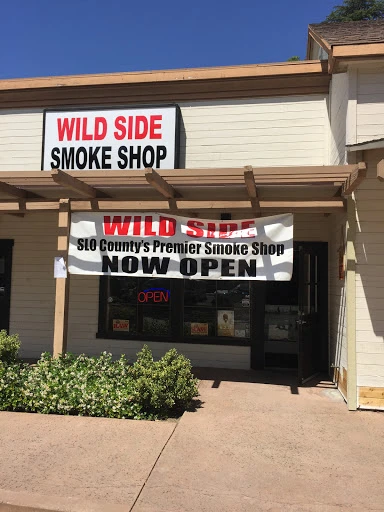 WILD SIDE
SMOKE SHOP
WILD SIDE
SLO County's Premier Smoke Shop
NOW OPEN
OPEN